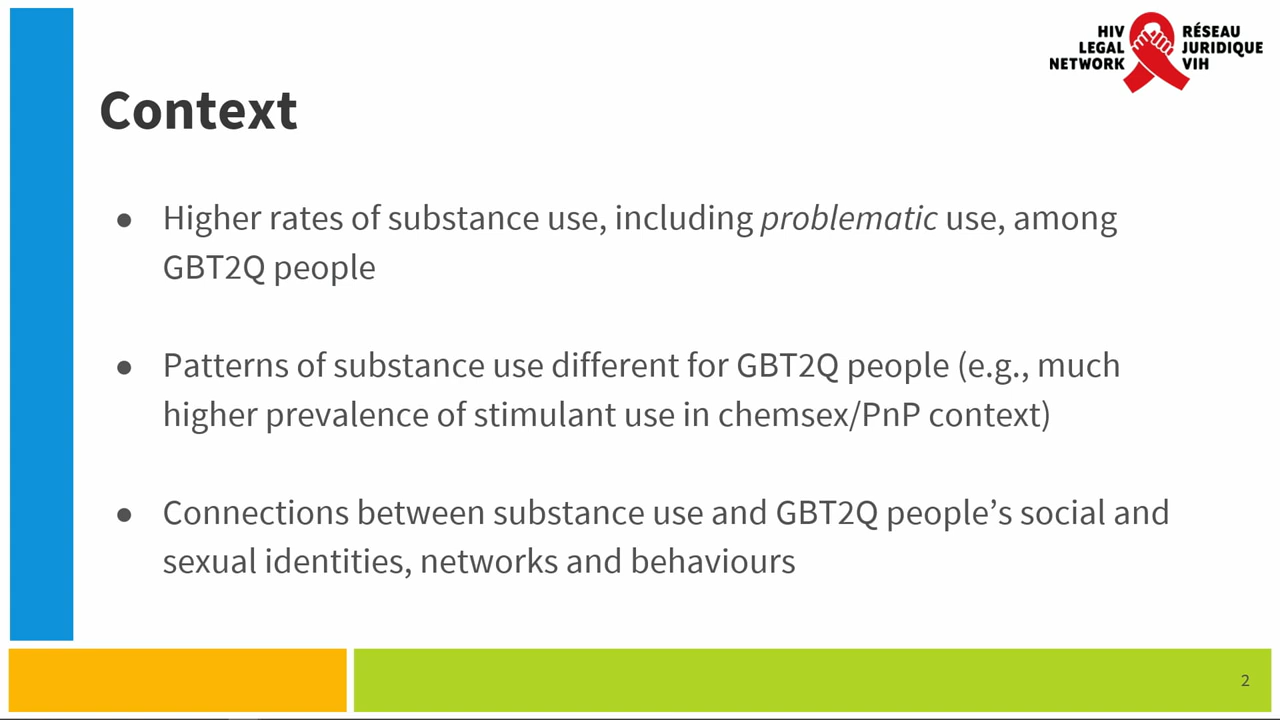 HIV LEGAL NETWORK
RÉSEAU JURIDIQUE VIH
Context
● Higher rates of substance use, including problematic use, among
GBT2Q people
● Patterns of substance use different for GBT2Q people (e.g., much
higher prevalence of stimulant use in chemsex/PnP context)
● Connections between substance use and GBT2Q people’s social and
sexual identities, networks and behaviours
2